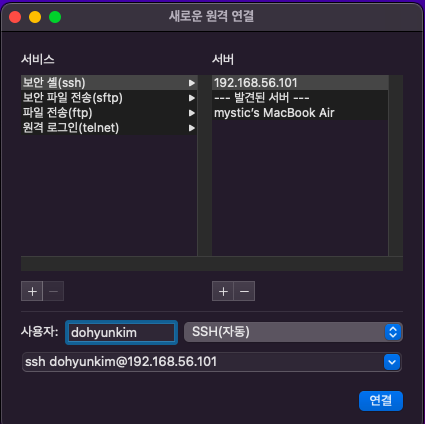 새로운 원격 연결
서비스
서버
보안 셸(ssh)
192.168.56.101
보안 파일 전송(sftp)
--- 발견된 서버 ---
파일 전송(ftp)
mystic's MacBook Air
원격 로그인(telnet)
사용자: dohyunkim SSH(자동)
ssh dohyunkim@192.168.56.101
연결